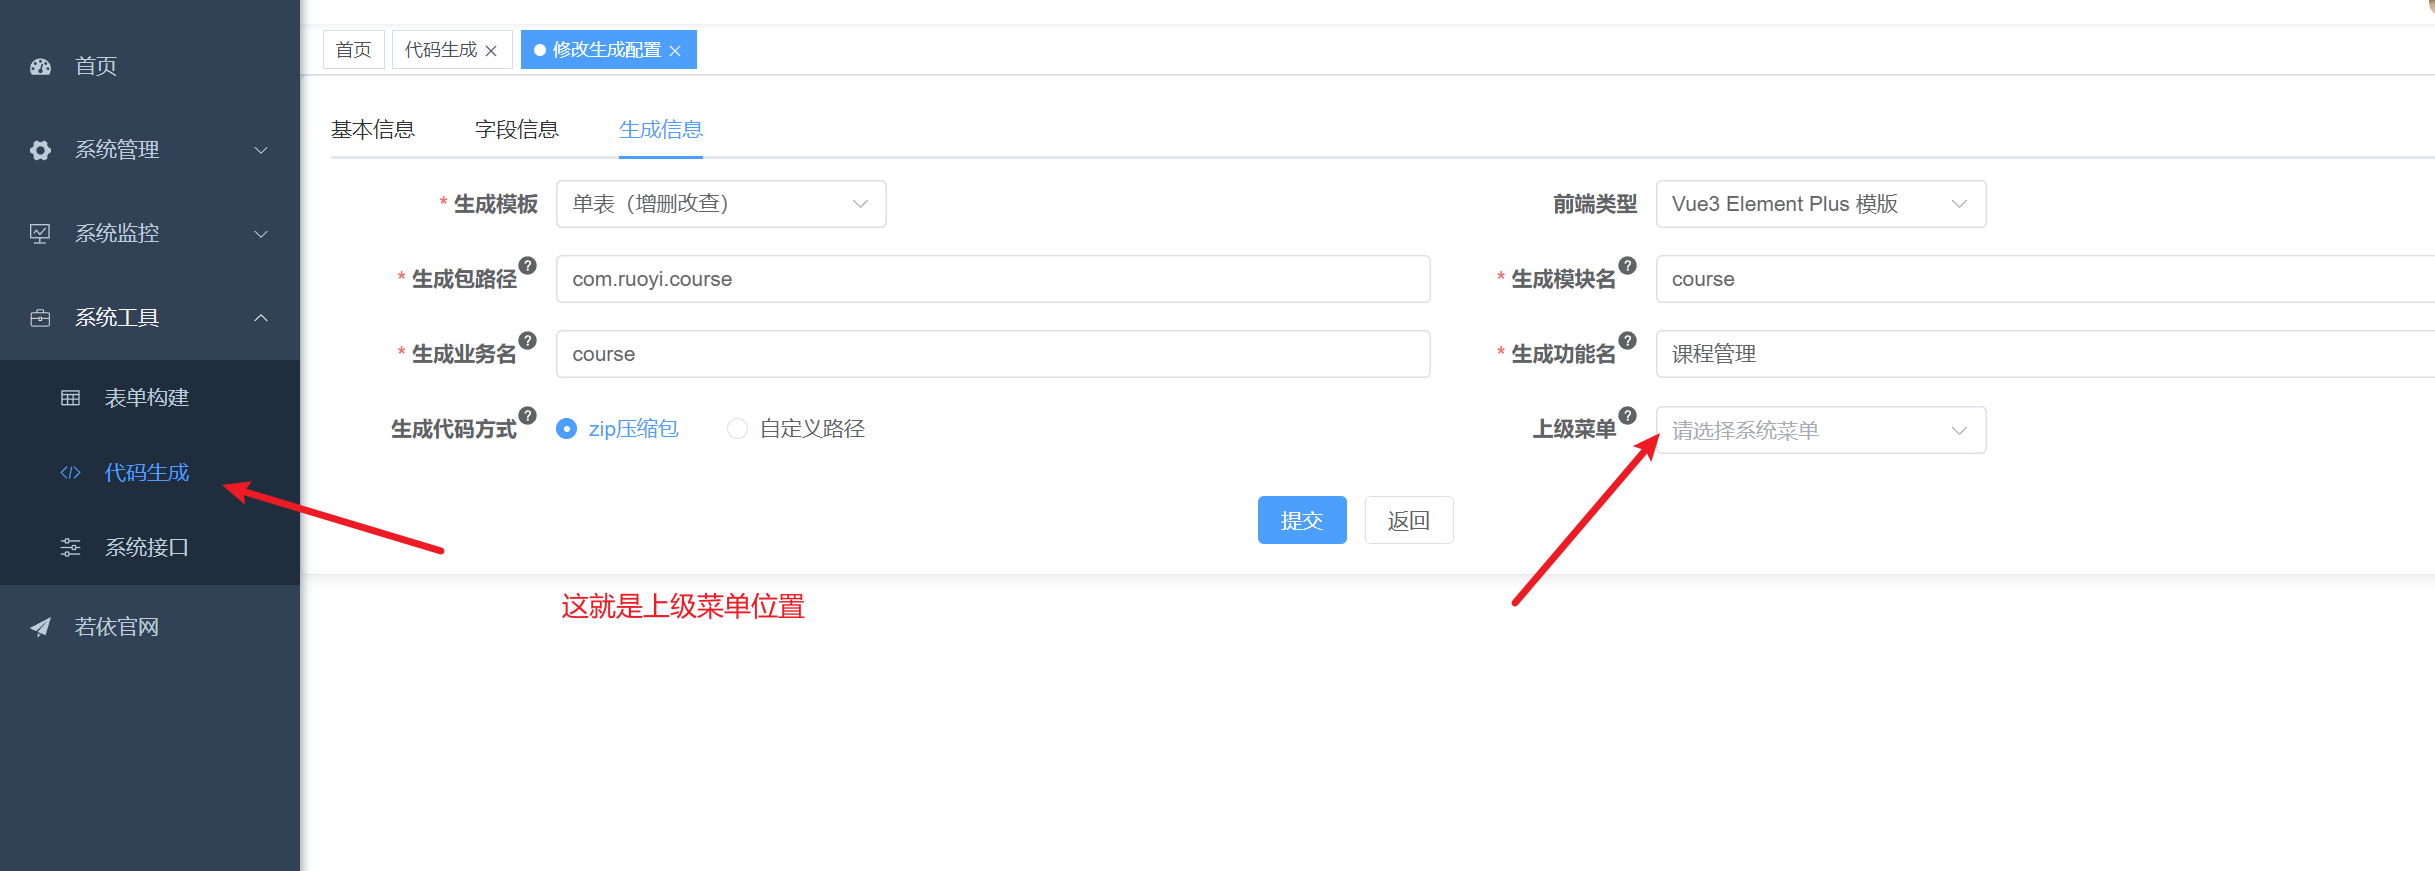 首页
系统管理
系统监控
系统工具
表单构建
代码生成
系统接口
若依官网
首页 代码生成 修改生成配置
基本信息 字段信息 生成信息
* 生成模板 单表（增删改查） 前端类型 Vue3 Element Plus 模版
* 生成包路径 com.ruoyi.course * 生成模块名 course
* 生成业务名 course * 生成功能名 课程管理
生成代码方式 zip压缩包 自定义路径 上级菜单 请选择系统菜单
提交 返回
这就是上级菜单位置